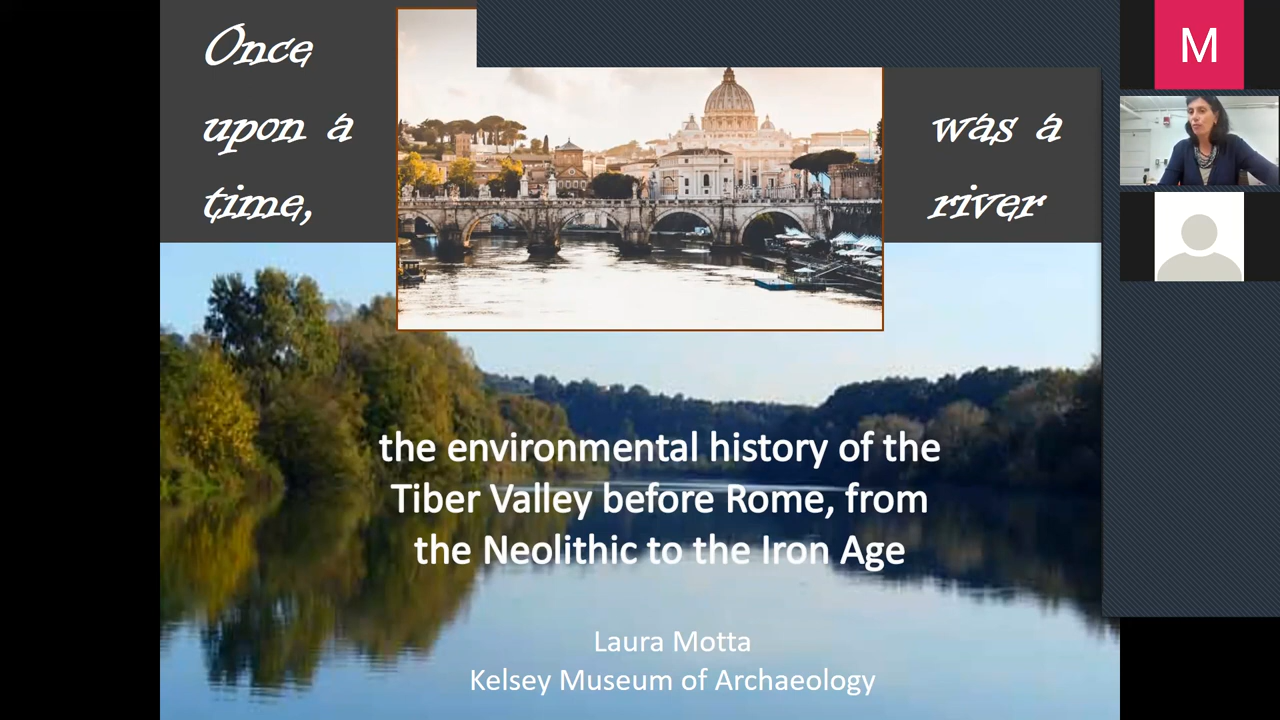 Once
upon a
time,
was a
river
the environmental history of the
Tiber Valley before Rome, from
the Neolithic to the Iron Age
Laura Motta
Kelsey Museum of Archaeology
M